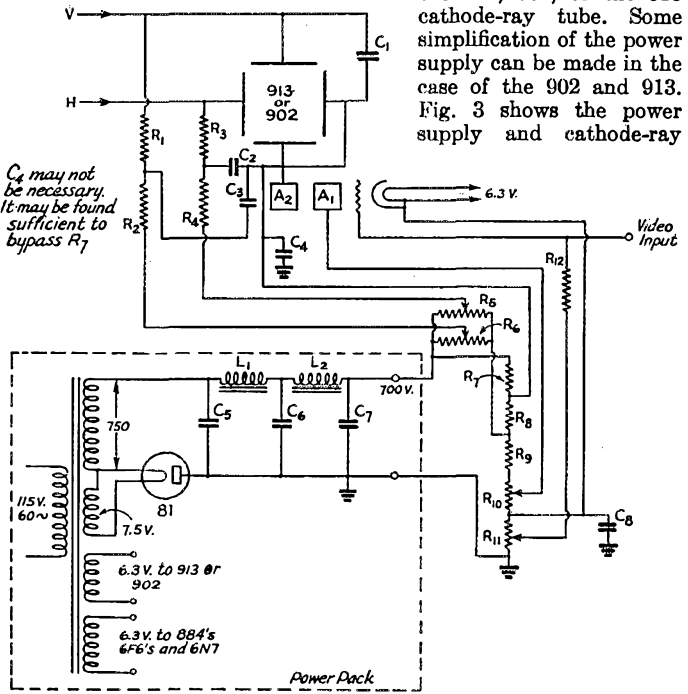 cathode-ray tube. Some
simplification of the power
supply can be made in the
case of the 902 and 913.
Fig. 3 shows the power
supply and cathode-ray
V
C1
H
913
or
902
R1
R3
C2
C3
R2
R4
C4 may not
be necessary.
It may be found
sufficient to
bypass R7
A2
A1
6.3 V.
C4
Video
Input
R12
R5
R6
L1
L2
R7
700V.
C5
C6
C7
R8
750
R9
81
115V.
60~
7.5V.
R10
R11
C8
6.3 V. to 913 or
902
6.3 V. to 884's
6F6's and 6N7
Power Pack